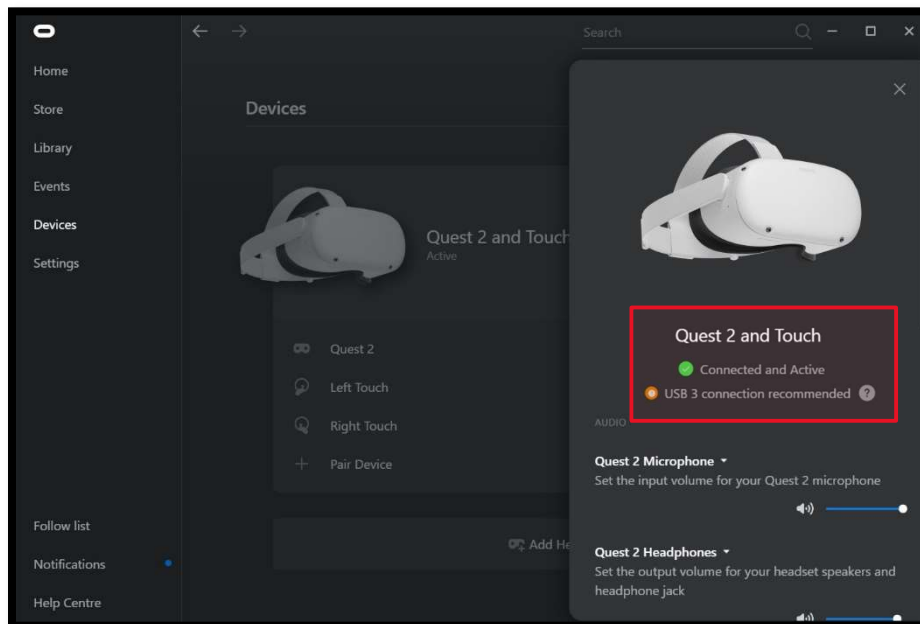 Search
Home
Store
Library
Events
Devices
Settings
Follow list
Notifications
Help Centre
Devices
Quest 2 and Touch
Active
Quest 2
Left Touch
Right Touch
Pair Device
Add He
Quest 2 and Touch
Connected and Active
USB 3 connection recommended ?
AUDIO
Quest 2 Microphone
Set the input volume for your Quest 2 microphone
Quest 2 Headphones
Set the output volume for your headset speakers and
headphone jack